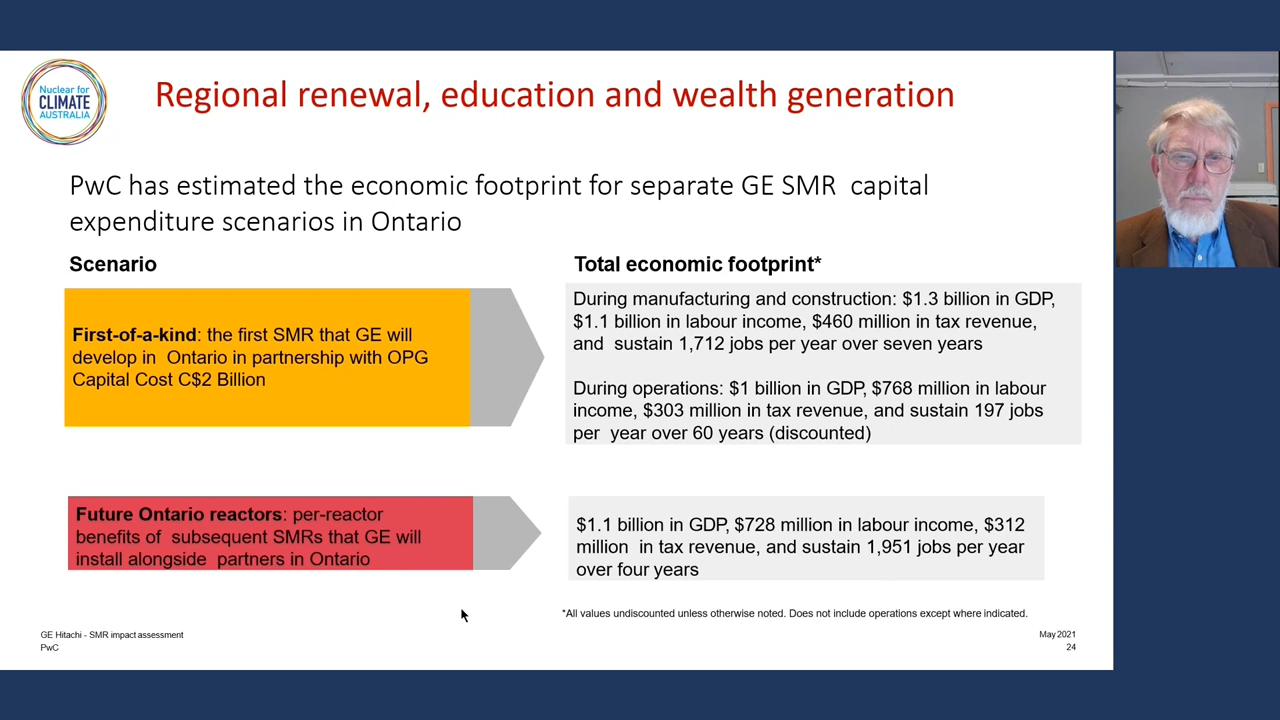 Nuclear for
CLIMATE
AUSTRALIA
Regional renewal, education and wealth generation
PwC has estimated the economic footprint for separate GE SMR capital
expenditure scenarios in Ontario
Scenario
Total economic footprint*
First-of-a-kind: the first SMR that GE will
develop in Ontario in partnership with OPG
Capital Cost C$2 Billion
During manufacturing and construction: $1.3 billion in GDP,
$1.1 billion in labour income, $460 million in tax revenue,
and sustain 1,712 jobs per year over seven years
During operations: $1 billion in GDP, $768 million in labour
income, $303 million in tax revenue, and sustain 197 jobs
per year over 60 years (discounted)
Future Ontario reactors: per-reactor
benefits of subsequent SMRs that GE will
install alongside partners in Ontario
$1.1 billion in GDP, $728 million in labour income, $312
million in tax revenue, and sustain 1,951 jobs per year
over four years
*All values undiscounted unless otherwise noted. Does not include operations except where indicated.
GE Hitachi - SMR impact assessment
PwC
May 2021
24